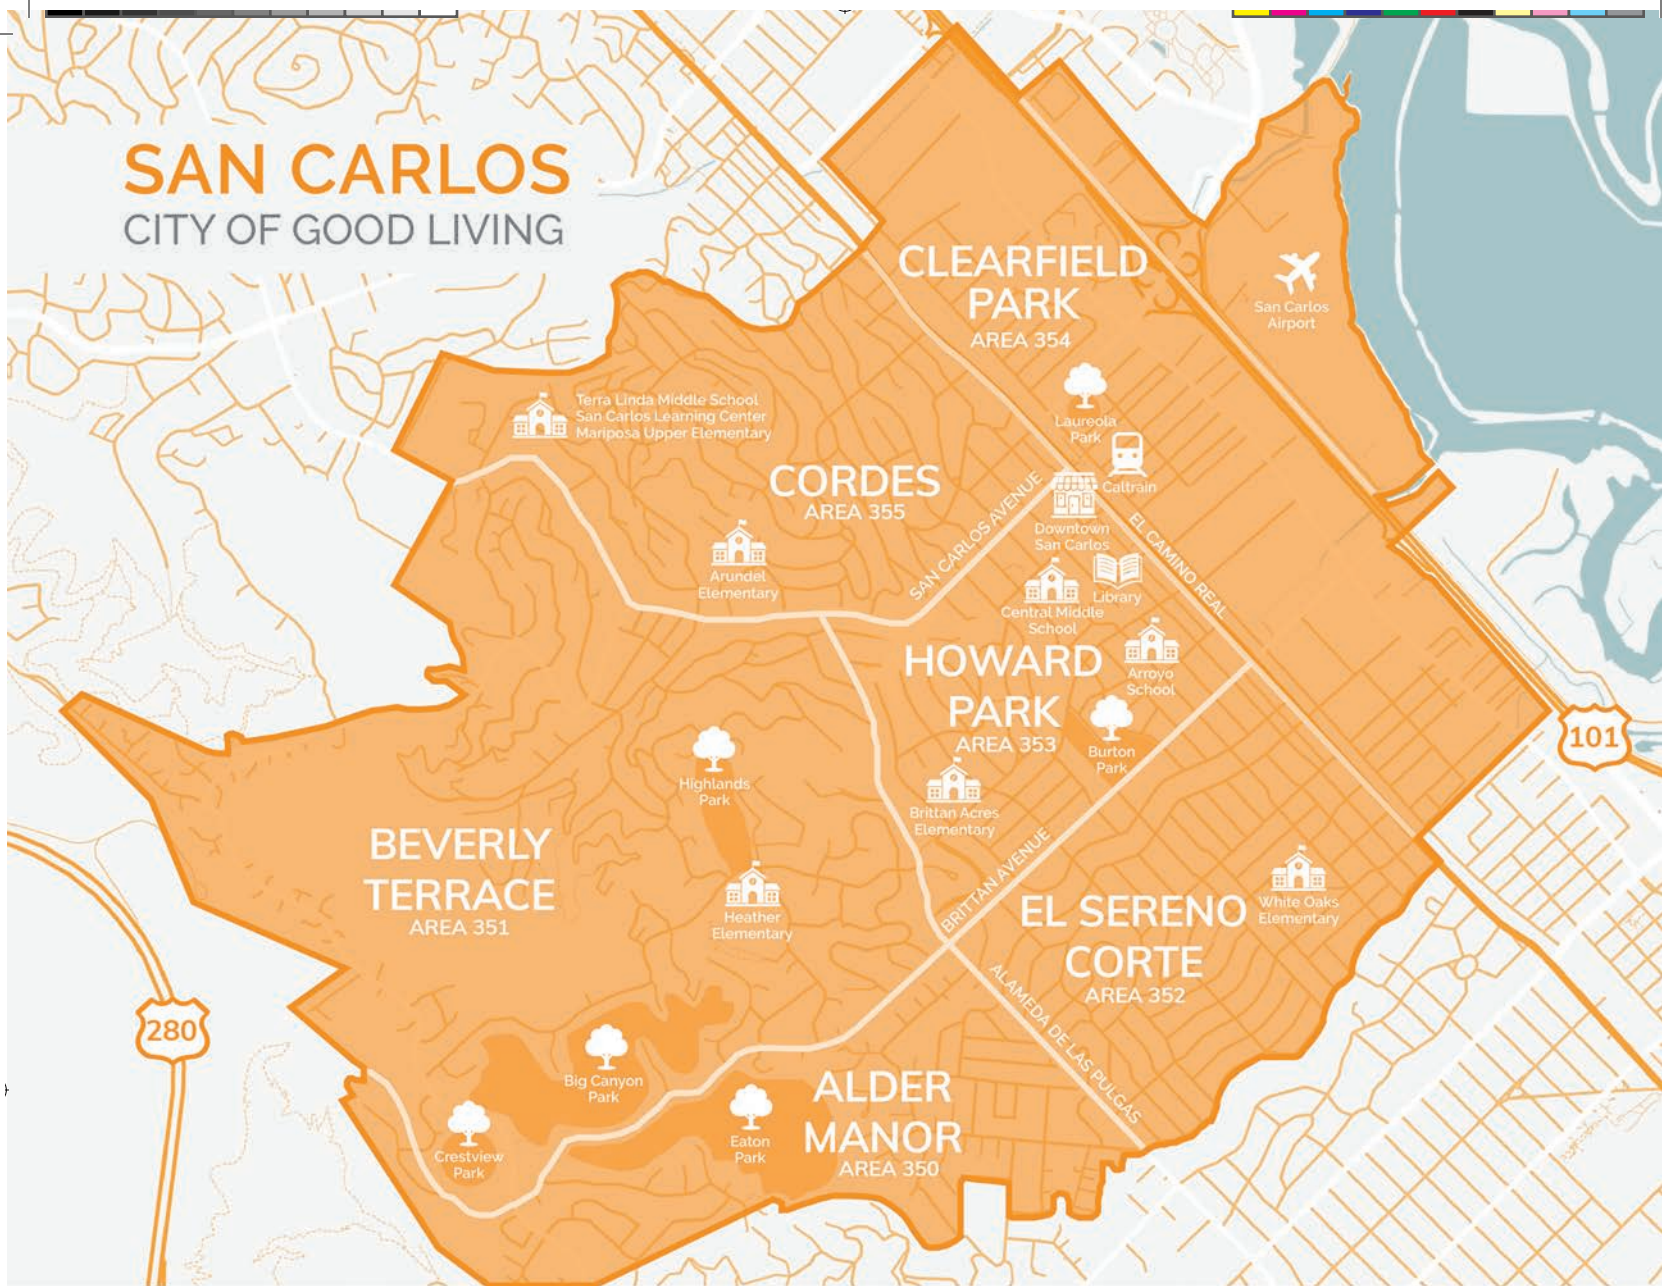 SAN CARLOS
CITY OF GOOD LIVING
CLEARFIELD
PARK
AREA 354
San Carlos
Airport
Laureola
Park
Caltrain
Terra Linda Middle School
San Carlos Learning Center
Mariposa Upper Elementary
CORDES
AREA 355
SAN CARLOS AVENUE
Downtown
San Carlos
EL CAMINO REAL
Arundel
Elementary
Library
Central Middle
School
HOWARD
PARK
AREA 353
Arroyo
School
Burton
Park
101
Highlands
Park
Brittan Acres
Elementary
BRITTAN AVENUE
BEVERLY
TERRACE
AREA 351
Heather
Elementary
EL SERENO
CORTE
AREA 352
White Oaks
Elementary
ALAMEDA DE LAS PULGAS
280
Big Canyon
Park
Crestview
Park
Eaton
Park
ALDER
MANOR
AREA 350